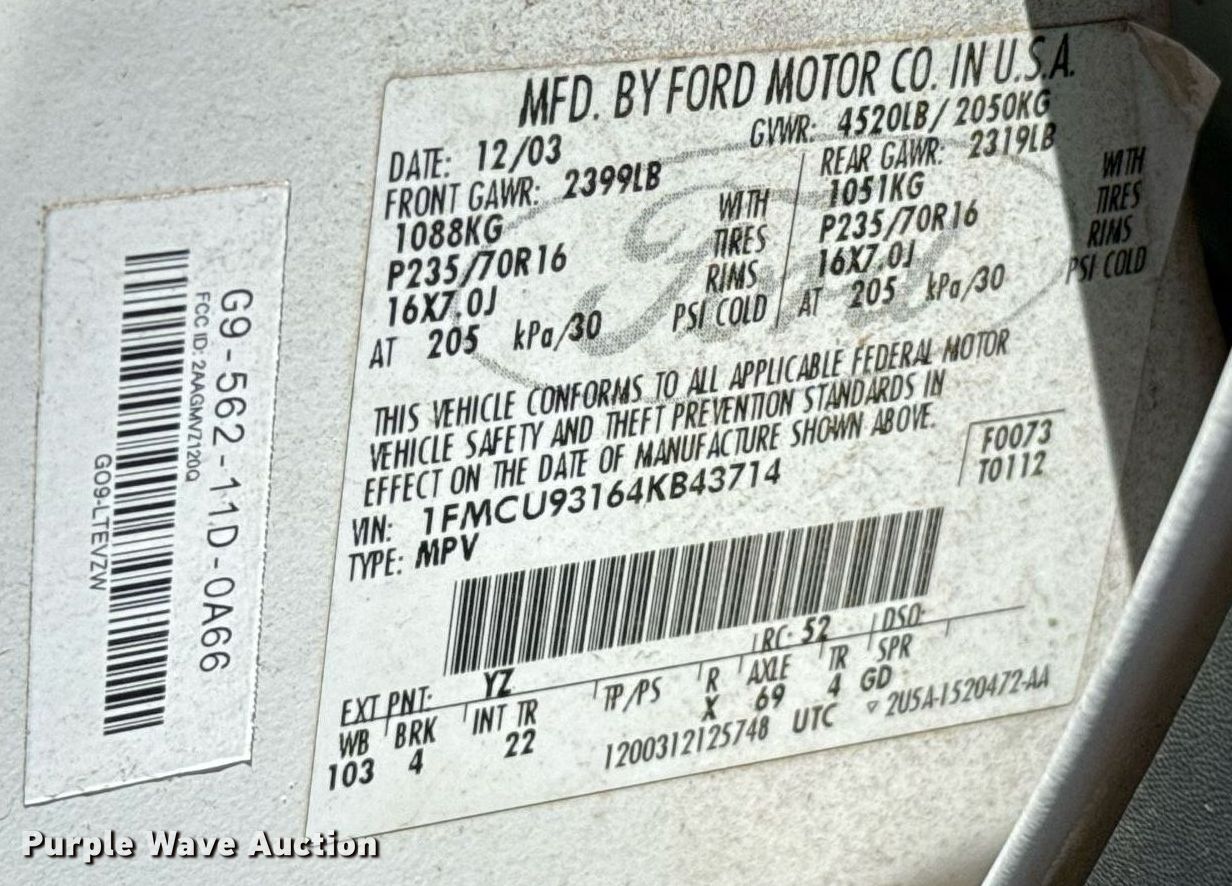 MFD. BY FORD MOTOR CO. IN U.S.A.
DATE: 12/03 GVWR: 4520LB/ 2050KG
FRONT GAWR: 2399LB REAR GAWR: 2319LB
1088KG WITH 1051KG WITH
P235/70R16 TIRES P235/70R16 TIRES
16X7.0J RIMS 16X7.0J RIMS
AT 205 kPa/30 PSI COLD AT 205 kPa/30 PSI COLD
Ford
THIS VEHICLE CONFORMS TO ALL APPLICABLE FEDERAL MOTOR
VEHICLE SAFETY AND THEFT PREVENTION STANDARDS IN
EFFECT ON THE DATE OF MANUFACTURE SHOWN ABOVE.
F0073
T0112
VIN: 1FMCU93164KB43714
TYPE: MPV
EXT PNT: YZ RC: 52 DSO:
WB BRK INT TR TP/PS R AXLE TR SPR
103 4 22 X 69 4 GD
1200312125748 UTC ▽ 2U5A-1520472-AA
G9-562-11D-0A66
FCC ID: 2AAGMVZ120Q
GO9-LTEVZW
Purple Wave Auction